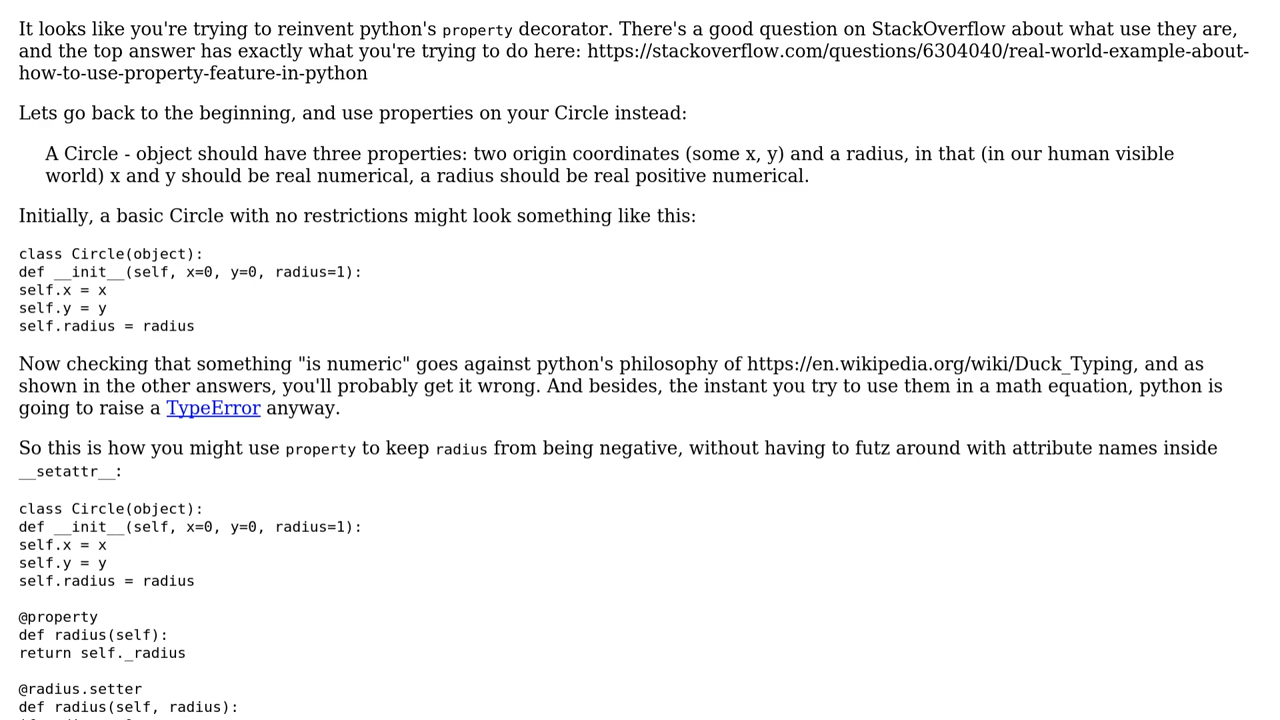 It looks like you're trying to reinvent python's property decorator. There's a good question on StackOverflow about what use they are,
and the top answer has exactly what you're trying to do here: https://stackoverflow.com/questions/6304040/real-world-example-about-
how-to-use-property-feature-in-python
Lets go back to the beginning, and use properties on your Circle instead:
A Circle - object should have three properties: two origin coordinates (some x, y) and a radius, in that (in our human visible
world) x and y should be real numerical, a radius should be real positive numerical.
Initially, a basic Circle with no restrictions might look something like this:
class Circle(object):
def __init__(self, x=0, y=0, radius=1):
self.x = x
self.y = y
self.radius = radius
Now checking that something "is numeric" goes against python's philosophy of https://en.wikipedia.org/wiki/Duck_Typing, and as
shown in the other answers, you'll probably get it wrong. And besides, the instant you try to use them in a math equation, python is
going to raise a TypeError anyway.
So this is how you might use property to keep radius from being negative, without having to futz around with attribute names inside
__setattr__:
class Circle(object):
def __init__(self, x=0, y=0, radius=1):
self.x = x
self.y = y
self.radius = radius
@property
def radius(self):
return self._radius
@radius.setter
def radius(self, radius):